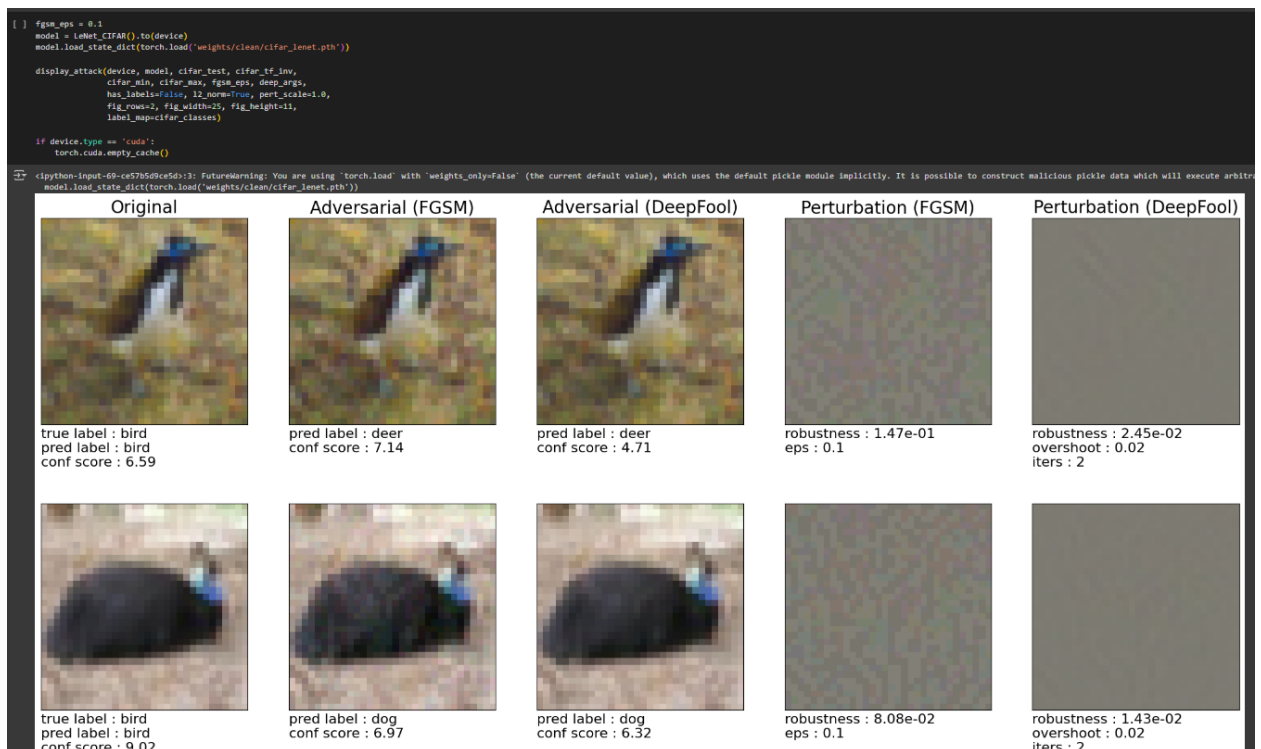 [ ] fgsm_eps = 0.1
model = LeNet_CIFAR().to(device)
model.load_state_dict(torch.load('weights/clean/cifar_lenet.pth'))
display_attack(device, model, cifar_test, cifar_tf_inv,
cifar_min, cifar_max, fgsm_eps, deep_args,
has_labels=False, l2_norm=True, pert_scale=1.0,
fig_rows=2, fig_width=25, fig_height=11,
label_map=cifar_classes)
if device.type == 'cuda':
torch.cuda.empty_cache()
<ipython-input-69-ce57b5d9ce5d>:3: FutureWarning: You are using `torch.load` with `weights_only=False` (the current default value), which uses the default pickle module implicitly. It is possible to construct malicious pickle data which will execute arbitra
model.load_state_dict(torch.load('weights/clean/cifar_lenet.pth'))
Original Adversarial (FGSM) Adversarial (DeepFool) Perturbation (FGSM) Perturbation (DeepFool)
true label : bird pred label : deer pred label : deer robustness : 1.47e-01 robustness : 2.45e-02
pred label : bird conf score : 7.14 conf score : 4.71 eps : 0.1 overshoot : 0.02
conf score : 6.59 iters : 2
true label : bird pred label : dog pred label : dog robustness : 8.08e-02 robustness : 1.43e-02
pred label : bird conf score : 6.97 conf score : 6.32 eps : 0.1 overshoot : 0.02
conf score : 9.02 iters : 2